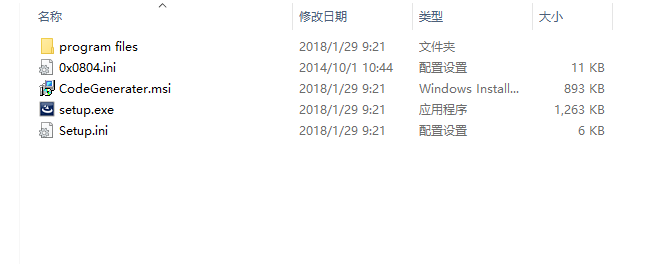 名称 修改日期 类型 大小
program files 2018/1/29 9:21 文件夹
0x0804.ini 2014/10/1 10:44 配置设置 11 KB
CodeGenerater.msi 2018/1/29 9:21 Windows Install... 893 KB
setup.exe 2018/1/29 9:21 应用程序 1,263 KB
Setup.ini 2018/1/29 9:21 配置设置 6 KB